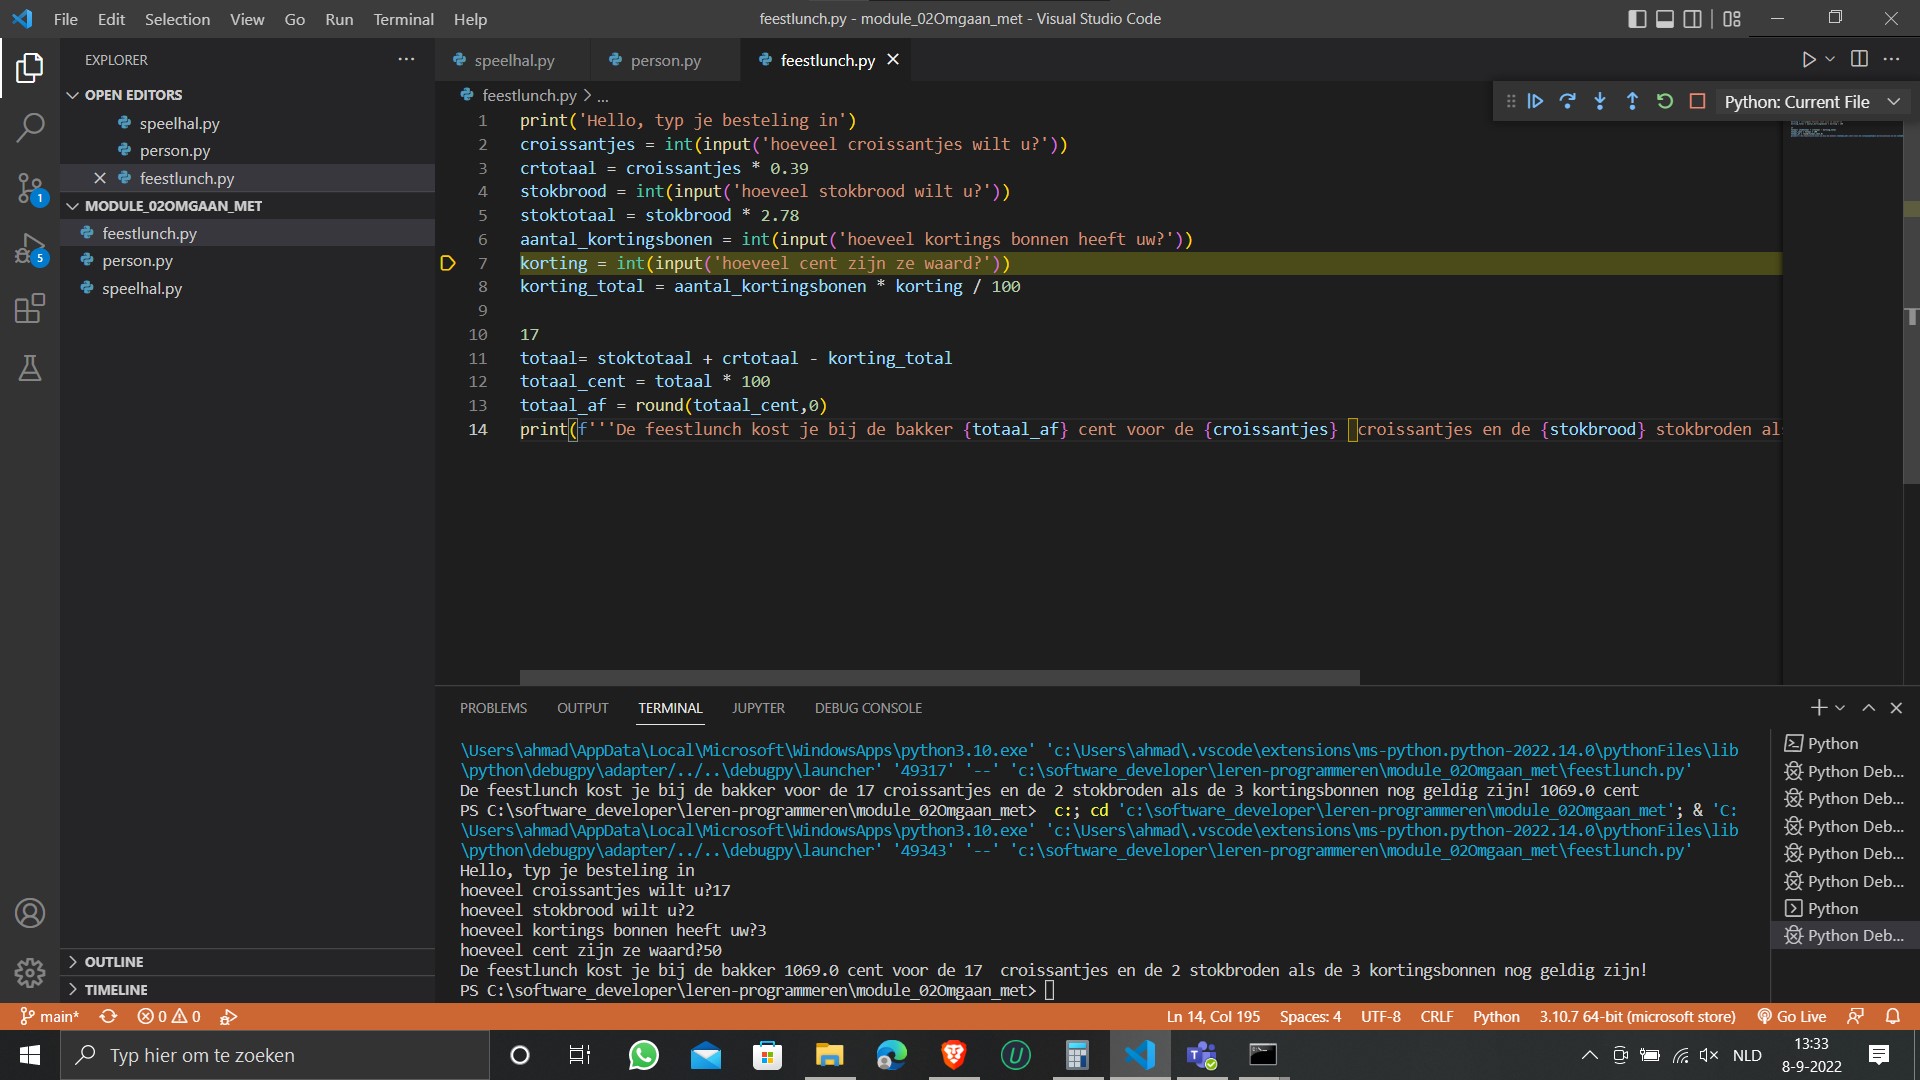 File Edit Selection View Go Run Terminal Help
feestlunch.py - module_02Omgaan_met - Visual Studio Code
EXPLORER
OPEN EDITORS
speelhal.py
person.py
feestlunch.py
MODULE_02OMGAAN_MET
feestlunch.py
person.py
speelhal.py
OUTLINE
TIMELINE
1
5
speelhal.py person.py feestlunch.py
feestlunch.py > ...
Python: Current File
1 print('Hello, typ je besteling in')
2 croissantjes = int(input('hoeveel croissantjes wilt u?'))
3 crtotaal = croissantjes * 0.39
4 stokbrood = int(input('hoeveel stokbrood wilt u?'))
5 stoktotaal = stokbrood * 2.78
6 aantal_kortingsbonen = int(input('hoeveel kortings bonnen heeft uw?'))
7 korting = int(input('hoeveel cent zijn ze waard?'))
8 korting_total = aantal_kortingsbonen * korting / 100
9
10 17
11 totaal= stoktotaal + crtotaal - korting_total
12 totaal_cent = totaal * 100
13 totaal_af = round(totaal_cent,0)
14 print(f'''De feestlunch kost je bij de bakker {totaal_af} cent voor de {croissantjes} croissantjes en de {stokbrood} stokbroden al
PROBLEMS OUTPUT TERMINAL JUPYTER DEBUG CONSOLE
\Users\ahmad\AppData\Local\Microsoft\WindowsApps\python3.10.exe' 'c:\Users\ahmad\.vscode\extensions\ms-python.python-2022.14.0\pythonFiles\lib
\python\debugpy\adapter/../..\debugpy\launcher' '49317' '--' 'c:\software_developer\leren-programmeren\module_02Omgaan_met\feestlunch.py'
De feestlunch kost je bij de bakker voor de 17 croissantjes en de 2 stokbroden als de 3 kortingsbonnen nog geldig zijn! 1069.0 cent
PS C:\software_developer\leren-programmeren\module_02Omgaan_met>  c:; cd 'c:\software_developer\leren-programmeren\module_02Omgaan_met'; & 'C:
\Users\ahmad\AppData\Local\Microsoft\WindowsApps\python3.10.exe' 'c:\Users\ahmad\.vscode\extensions\ms-python.python-2022.14.0\pythonFiles\lib
\python\debugpy\adapter/../..\debugpy\launcher' '49343' '--' 'c:\software_developer\leren-programmeren\module_02Omgaan_met\feestlunch.py'
Hello, typ je besteling in
hoeveel croissantjes wilt u?17
hoeveel stokbrood wilt u?2
hoeveel kortings bonnen heeft uw?3
hoeveel cent zijn ze waard?50
De feestlunch kost je bij de bakker 1069.0 cent voor de 17  croissantjes en de 2 stokbroden als de 3 kortingsbonnen nog geldig zijn!
PS C:\software_developer\leren-programmeren\module_02Omgaan_met>
Python
Python Deb...
Python Deb...
Python Deb...
Python Deb...
Python Deb...
Python
Python Deb...
main* 0 0 Ln 14, Col 195 Spaces: 4 UTF-8 CRLF Python 3.10.7 64-bit (microsoft store) Go Live
Typ hier om te zoeken
NLD
13:33
8-9-2022